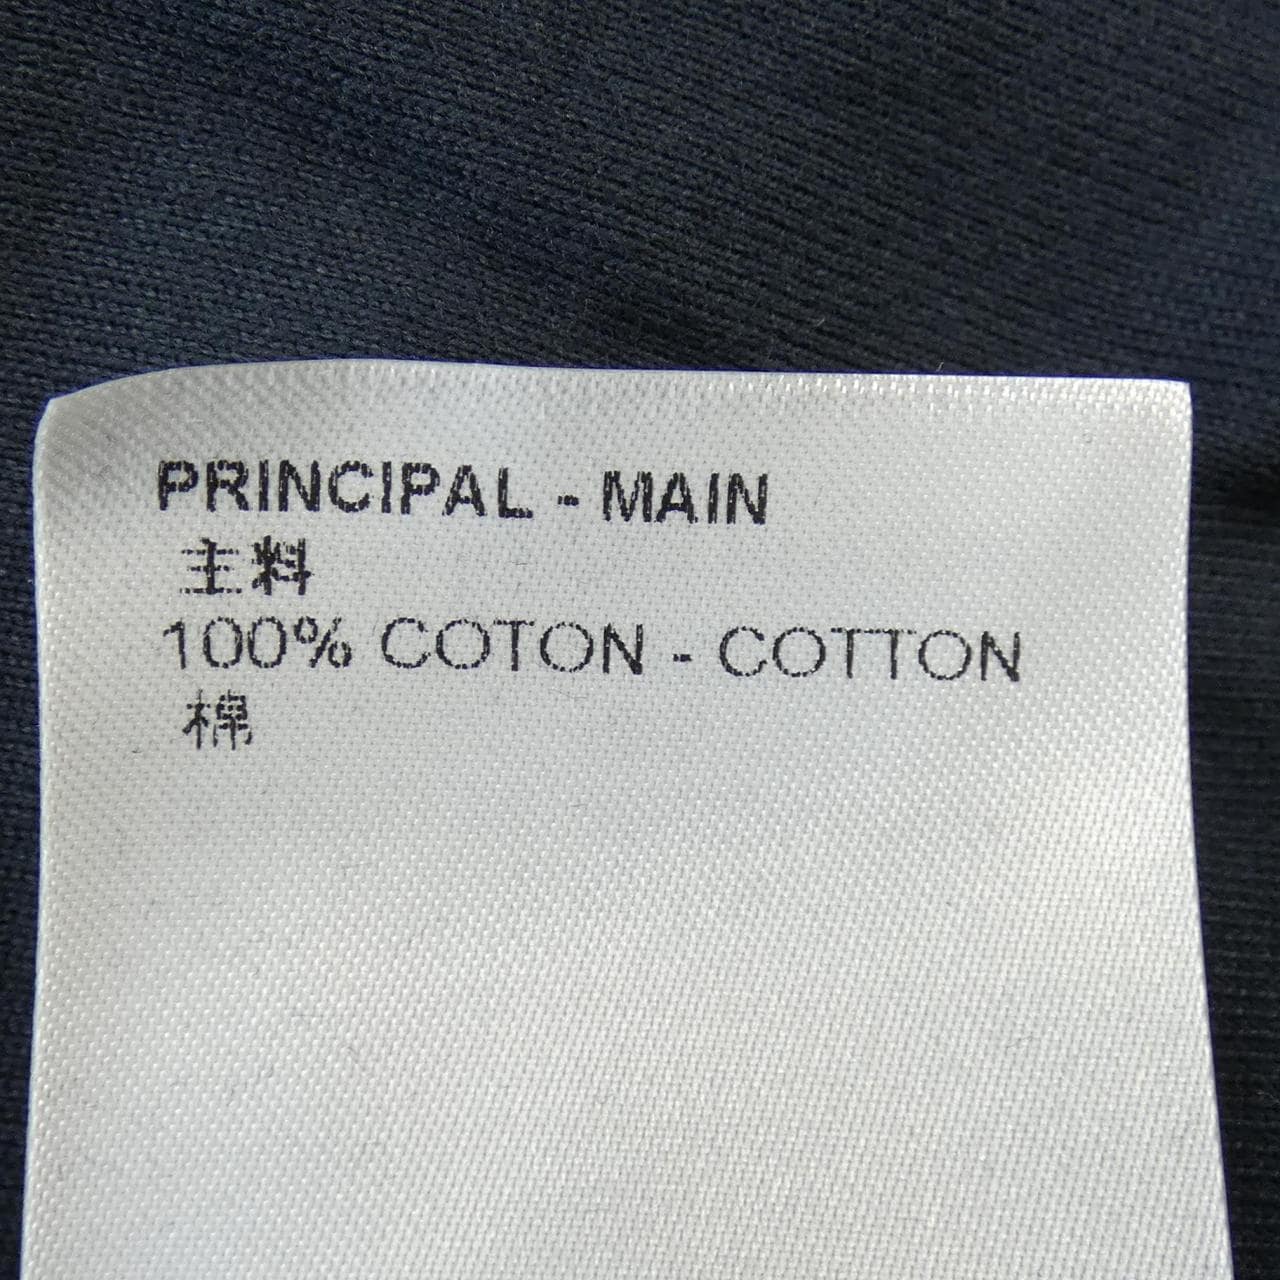 PRINCIPAL - MAIN
主料
100% COTON - COTTON
棉